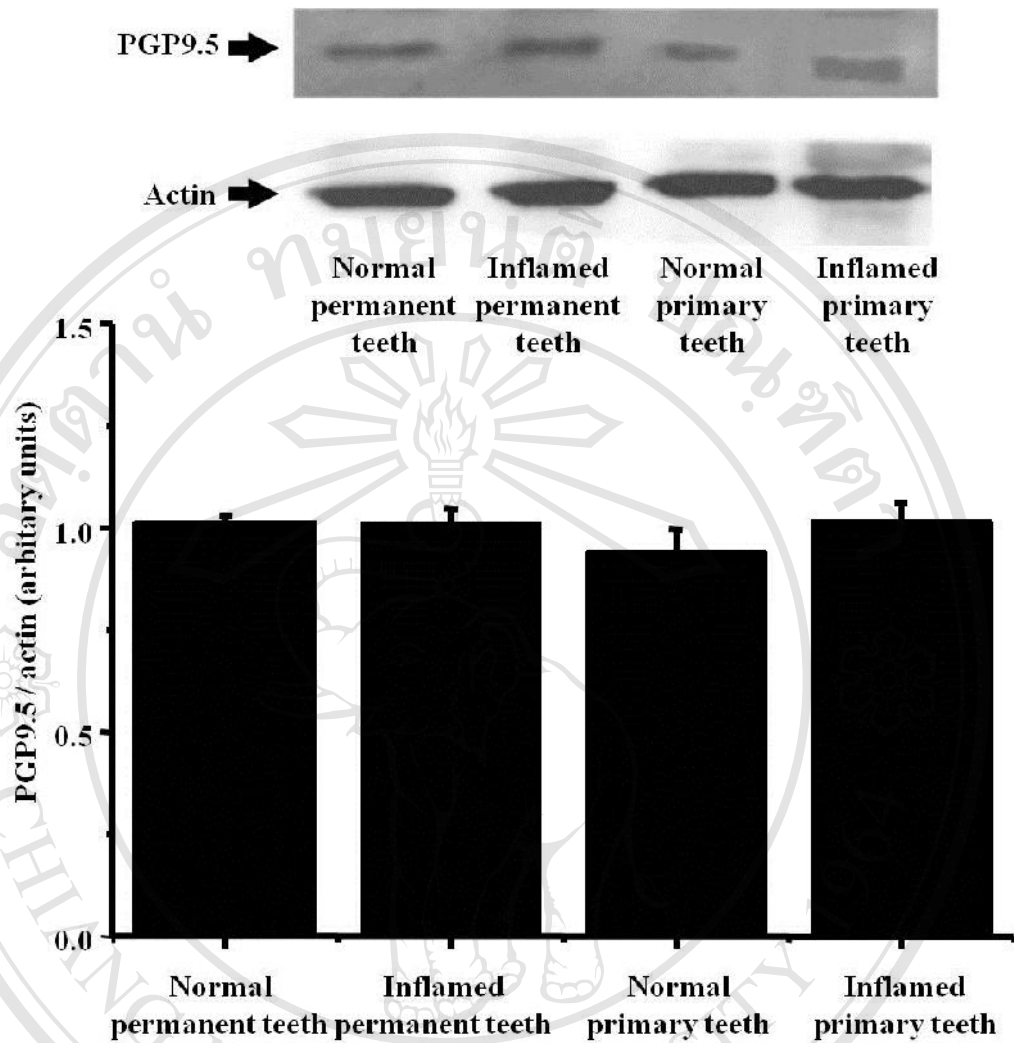 PGP9.5
Actin
Normal permanent teeth
Inflamed permanent teeth
Normal primary teeth
Inflamed primary teeth
1.5
1.0
0.5
0.0
PGP9.5 / actin (arbitary units)
Normal permanent teeth
Inflamed permanent teeth
Normal primary teeth
Inflamed primary teeth
CHIANG
1964